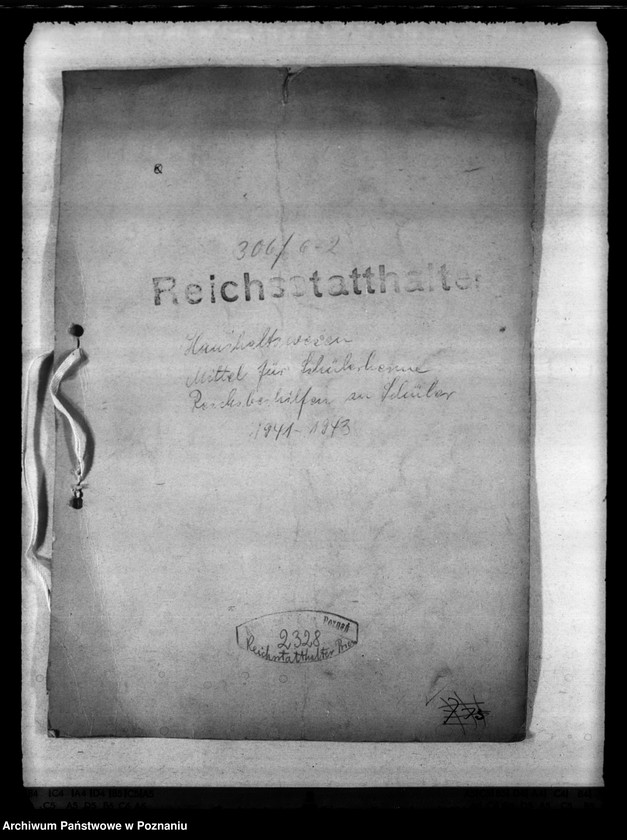 306/6-2
Reichsstatthalter
Haushaltswesen
Mittel für Schülerheime
Reichsbeihilfen an Schüler
1941-1943
Poznań
2328
Reichsstatthalter Posen
Archiwum Państwowe w Poznaniu